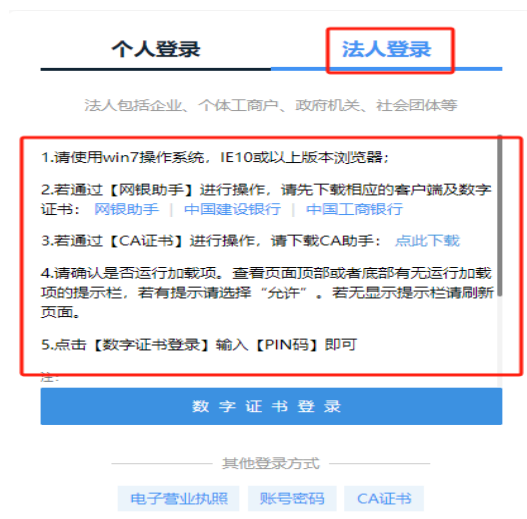 个人登录 法人登录
法人包括企业、个体工商户、政府机关、社会团体等
1.请使用win7操作系统，IE10或以上版本浏览器；
2.若通过【网银助手】进行操作，请先下载相应的客户端及数字
证书： 网银助手 | 中国建设银行 | 中国工商银行
3.若通过【CA证书】进行操作，请下载CA助手： 点此下载
4.请确认是否运行加载项。查看页面顶部或者底部有无运行加载
项的提示栏，若有提示请选择“允许”。若无显示提示栏请刷新
页面。
5.点击【数字证书登录】输入【PIN码】即可
注：
数字证书登录
其他登录方式
电子营业执照 账号密码 CA证书